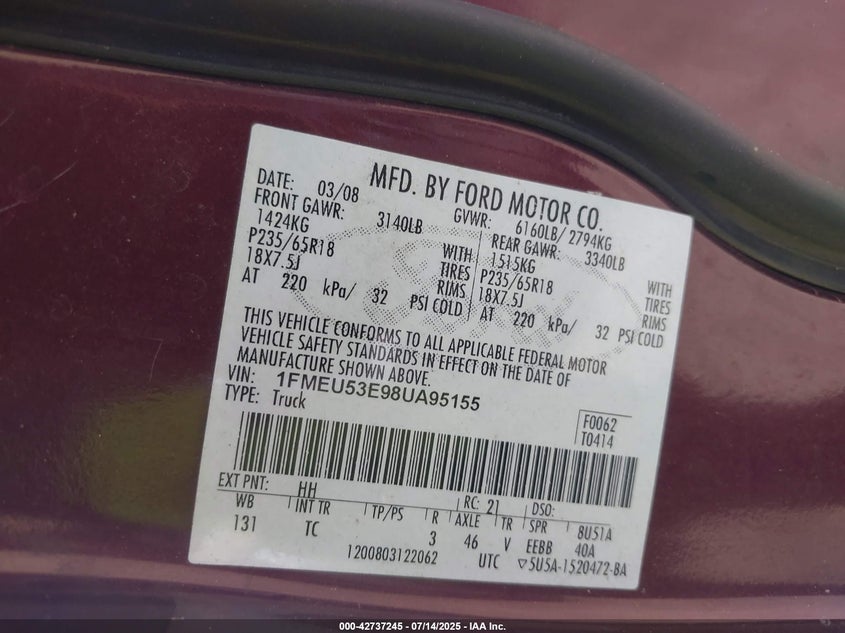 MFD. BY FORD MOTOR CO.
DATE: 03/08 GVWR: 6160LB/ 2794KG
FRONT GAWR: 3140LB REAR GAWR: 3340LB
1424KG WITH 1515KG WITH
P235/65R18 TIRES P235/65R18 TIRES
18X7.5J RIMS 18X7.5J RIMS
AT 220 kPa/ 32 PSI COLD AT 220 kPa/ 32 PSI COLD
THIS VEHICLE CONFORMS TO ALL APPLICABLE FEDERAL MOTOR
VEHICLE SAFETY STANDARDS IN EFFECT ON THE DATE OF
MANUFACTURE SHOWN ABOVE.
VIN: 1FMEU53E98UA95155
TYPE: Truck
F0062
T0414
EXT PNT: HH RC: 21 DSO:
WB INT TR TP/PS R AXLE TR SPR 8U51A
131 TC 3 46 V EEBB 40A
1200803122062 UTC ▽5U5A-1520472-BA
000-42737245 - 07/14/2025 - IAA Inc.